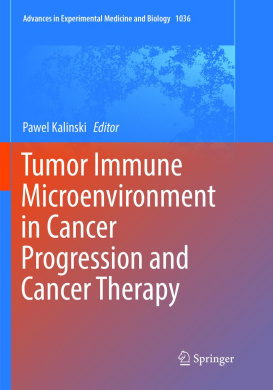 Advances in Experimental Medicine and Biology 1036
Pawel Kalinski Editor
Tumor Immune
Microenvironment
in Cancer
Progression and
Cancer Therapy
Springer